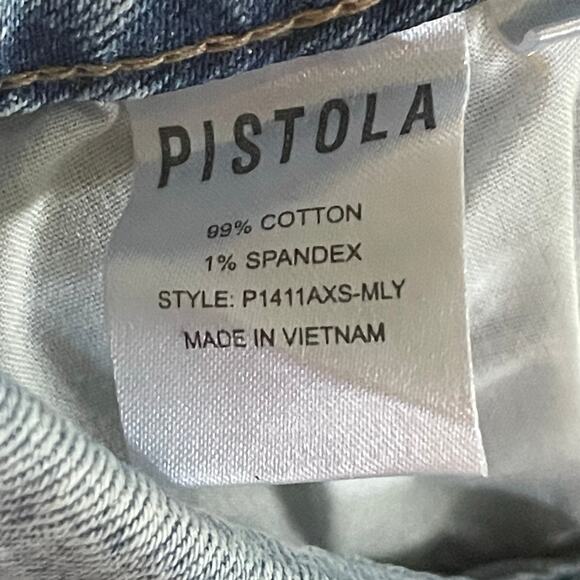 PISTOLA
99% COTTON
1% SPANDEX
STYLE: P1411AXS-MLY
MADE IN VIETNAM